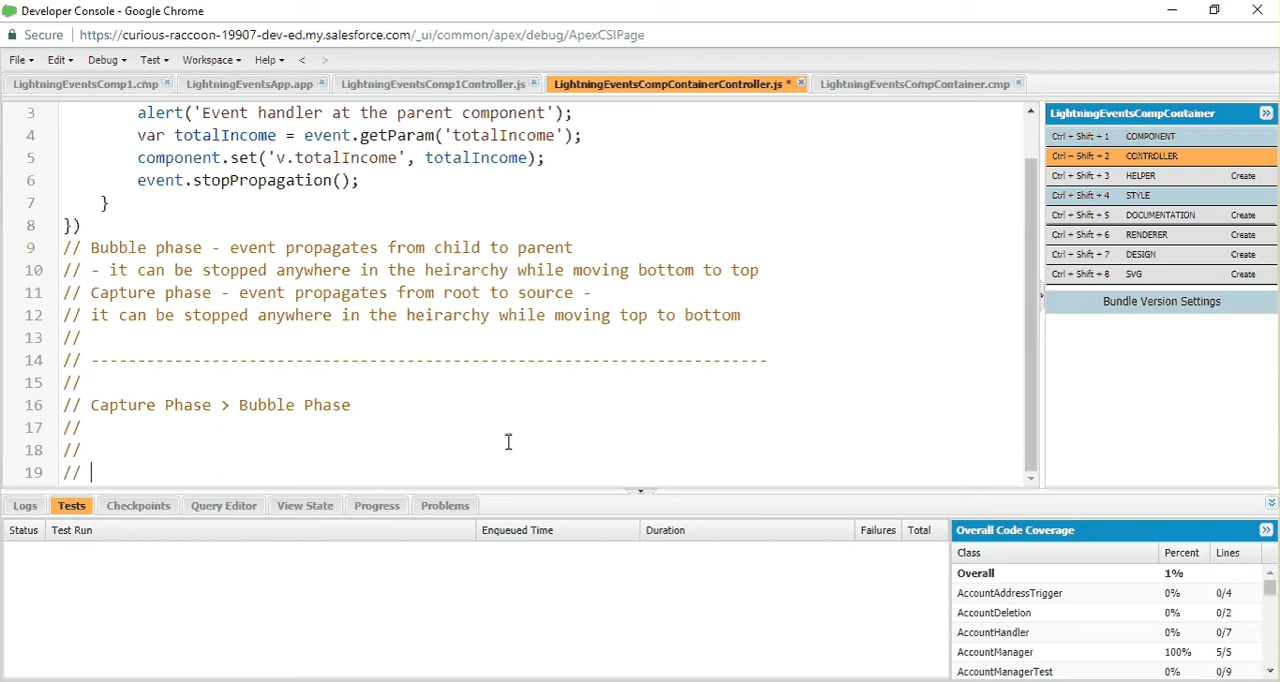 Developer Console - Google Chrome
Secure | https://curious-raccoon-19907-dev-ed.my.salesforce.com/_ui/common/apex/debug/ApexCSIPage
File Edit Debug Test Workspace Help < >
LightningEventsComp1.cmp LightningEventsApp.app LightningEventsComp1Controller.js LightningEventsCompContainerController.js * LightningEventsCompContainer.cmp
3 alert('Event handler at the parent component');
4 var totalIncome = event.getParam('totalIncome');
5 component.set('v.totalIncome', totalIncome);
6 event.stopPropagation();
7 }
8 })
9 // Bubble phase - event propagates from child to parent
10 // - it can be stopped anywhere in the heirarchy while moving bottom to top
11 // Capture phase - event propagates from root to source -
12 // it can be stopped anywhere in the heirarchy while moving top to bottom
13 //
14 // -------------------------------------------------------------------------
15 //
16 // Capture Phase > Bubble Phase
17 //
18 //
19 //
LightningEventsCompContainer
Ctrl + Shift + 1 COMPONENT
Ctrl + Shift + 2 CONTROLLER
Ctrl + Shift + 3 HELPER Create
Ctrl + Shift + 4 STYLE
Ctrl + Shift + 5 DOCUMENTATION Create
Ctrl + Shift + 6 RENDERER Create
Ctrl + Shift + 7 DESIGN Create
Ctrl + Shift + 8 SVG Create
Bundle Version Settings
Logs Tests Checkpoints Query Editor View State Progress Problems
Status Test Run Enqueued Time Duration Failures Total
Overall Code Coverage
Class Percent Lines
Overall 1%
AccountAddressTrigger 0% 0/4
AccountDeletion 0% 0/2
AccountHandler 0% 0/7
AccountManager 100% 5/5
AccountManagerTest 0% 0/9